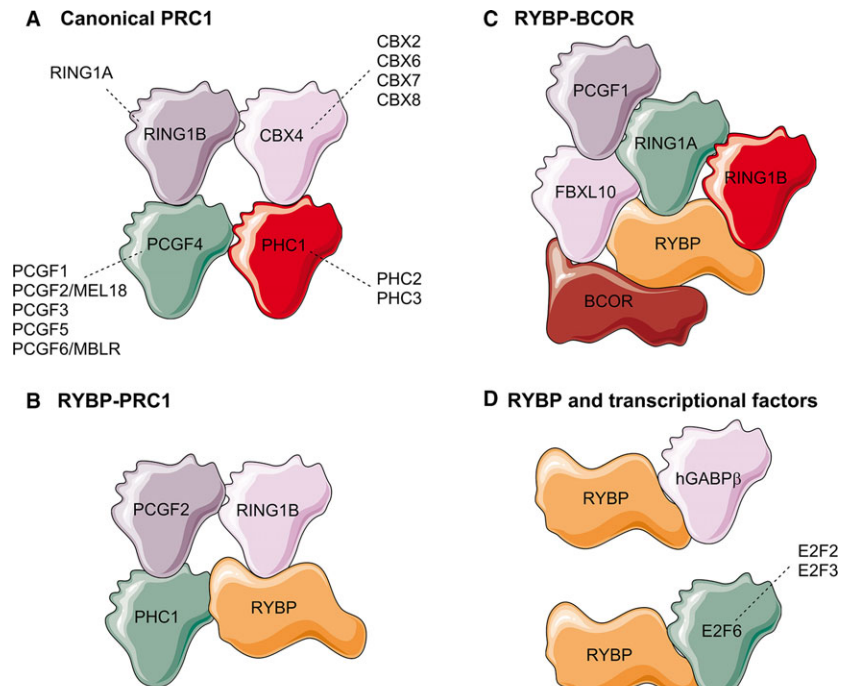 A Canonical PRC1
RING1A
RING1B
CBX4
CBX2
CBX6
CBX7
CBX8
PCGF4
PHC1
PCGF1
PCGF2/MEL18
PCGF3
PCGF5
PCGF6/MBLR
PHC2
PHC3
B RYBP-PRC1
PCGF2
RING1B
PHC1
RYBP
C RYBP-BCOR
PCGF1
RING1A
RING1B
FBXL10
RYBP
BCOR
D RYBP and transcriptional factors
RYBP
hGABPβ
E2F2
E2F3
RYBP
E2F6